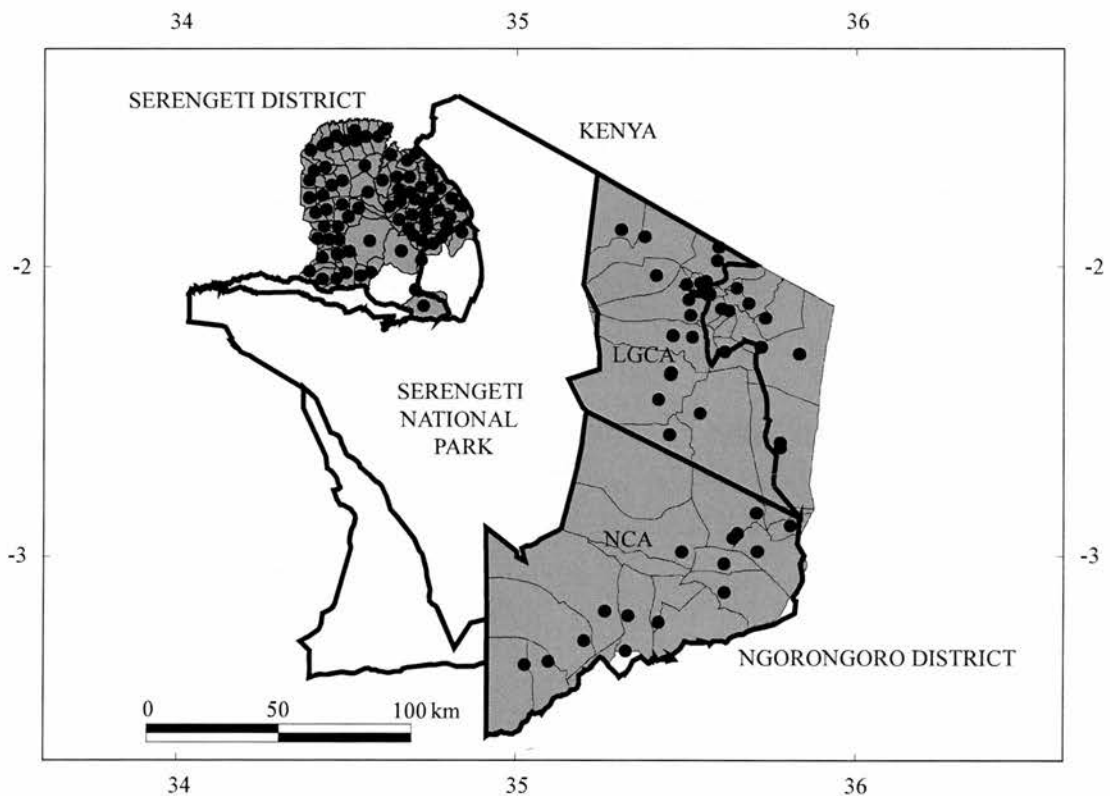 34 35 36
SERENGETI DISTRICT
KENYA
-2 -2
LGCA
SERENGETI
NATIONAL
PARK
NCA
-3 -3
NGORONGORO DISTRICT
0 50 100 km
34 35 36